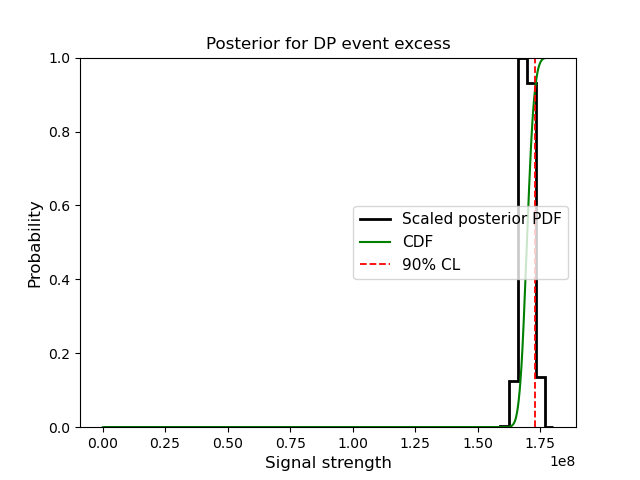 Posterior for DP event excess
Probability
1.0
0.8
0.6
0.4
0.2
0.0
Scaled posterior PDF
CDF
90% CL
0.00 0.25 0.50 0.75 1.00 1.25 1.50 1.75
1e8
Signal strength